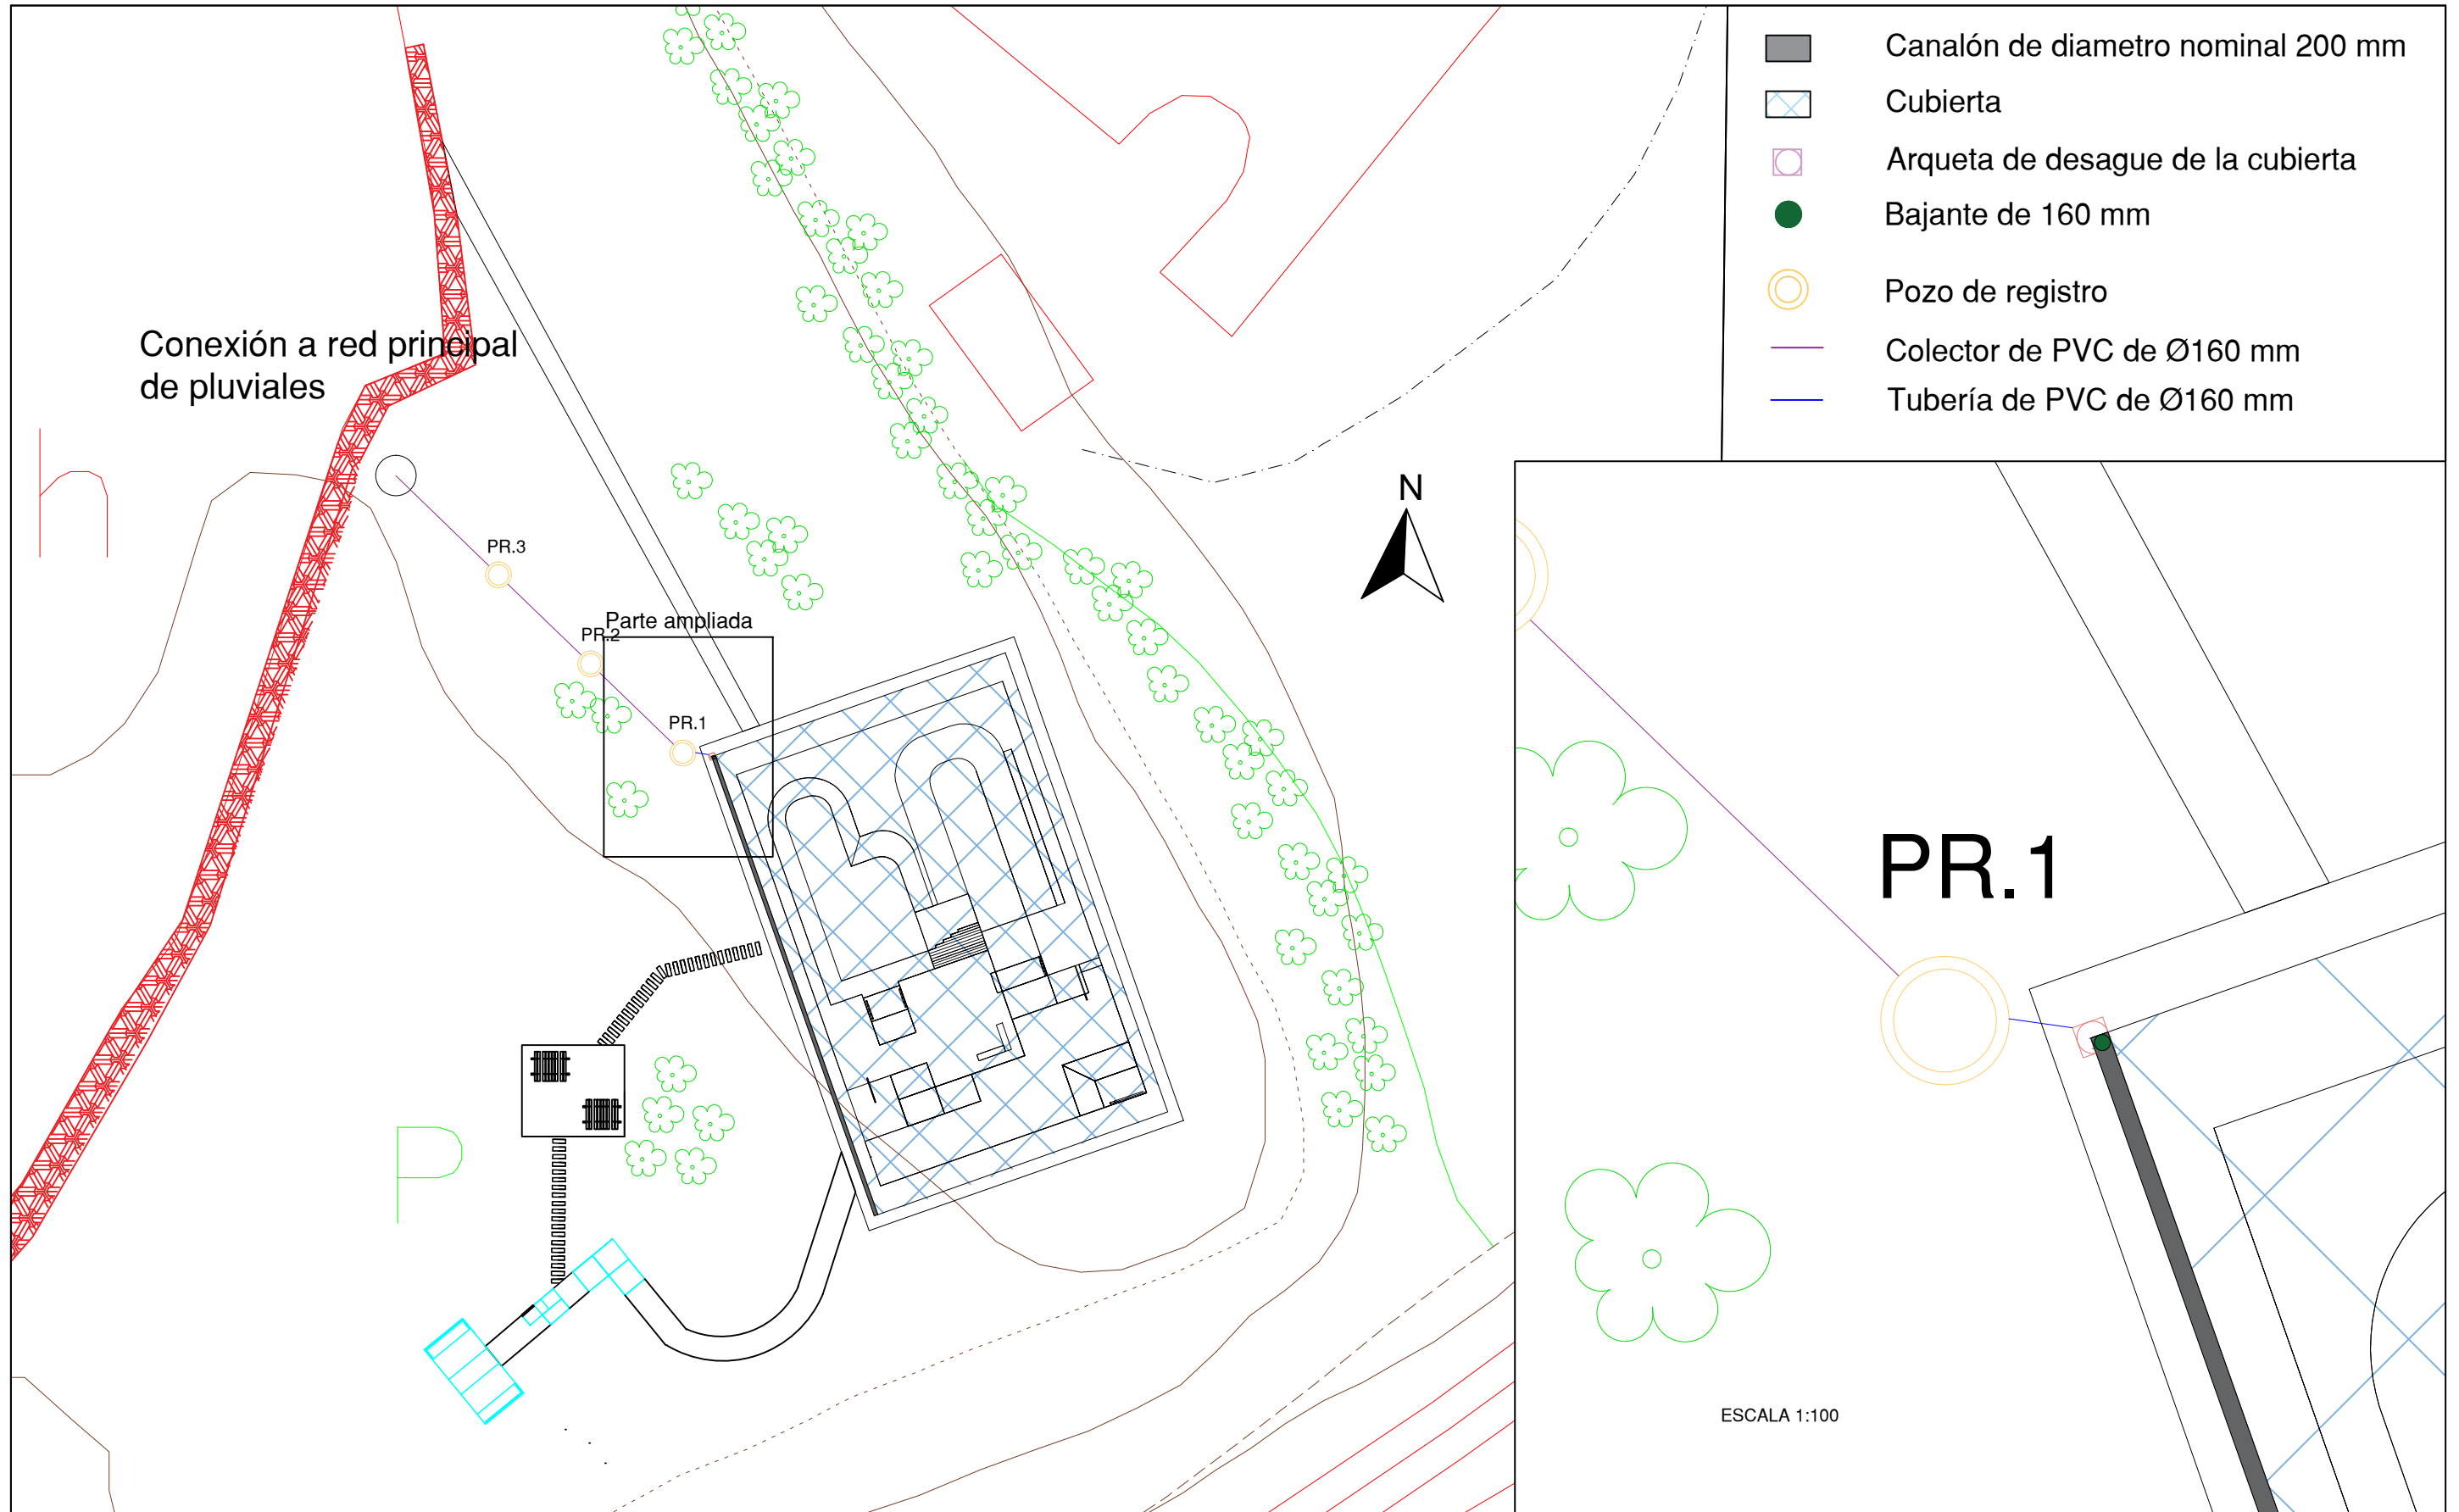 Canalón de diametro nominal 200 mm
Cubierta
Arqueta de desague de la cubierta
Bajante de 160 mm
Pozo de registro
Colector de PVC de Ø160 mm
Tubería de PVC de Ø160 mm
Conexión a red principal
de pluviales
N
h
PR.3
Parte ampliada
PR.2
PR.1
P
PR.1
ESCALA 1:100